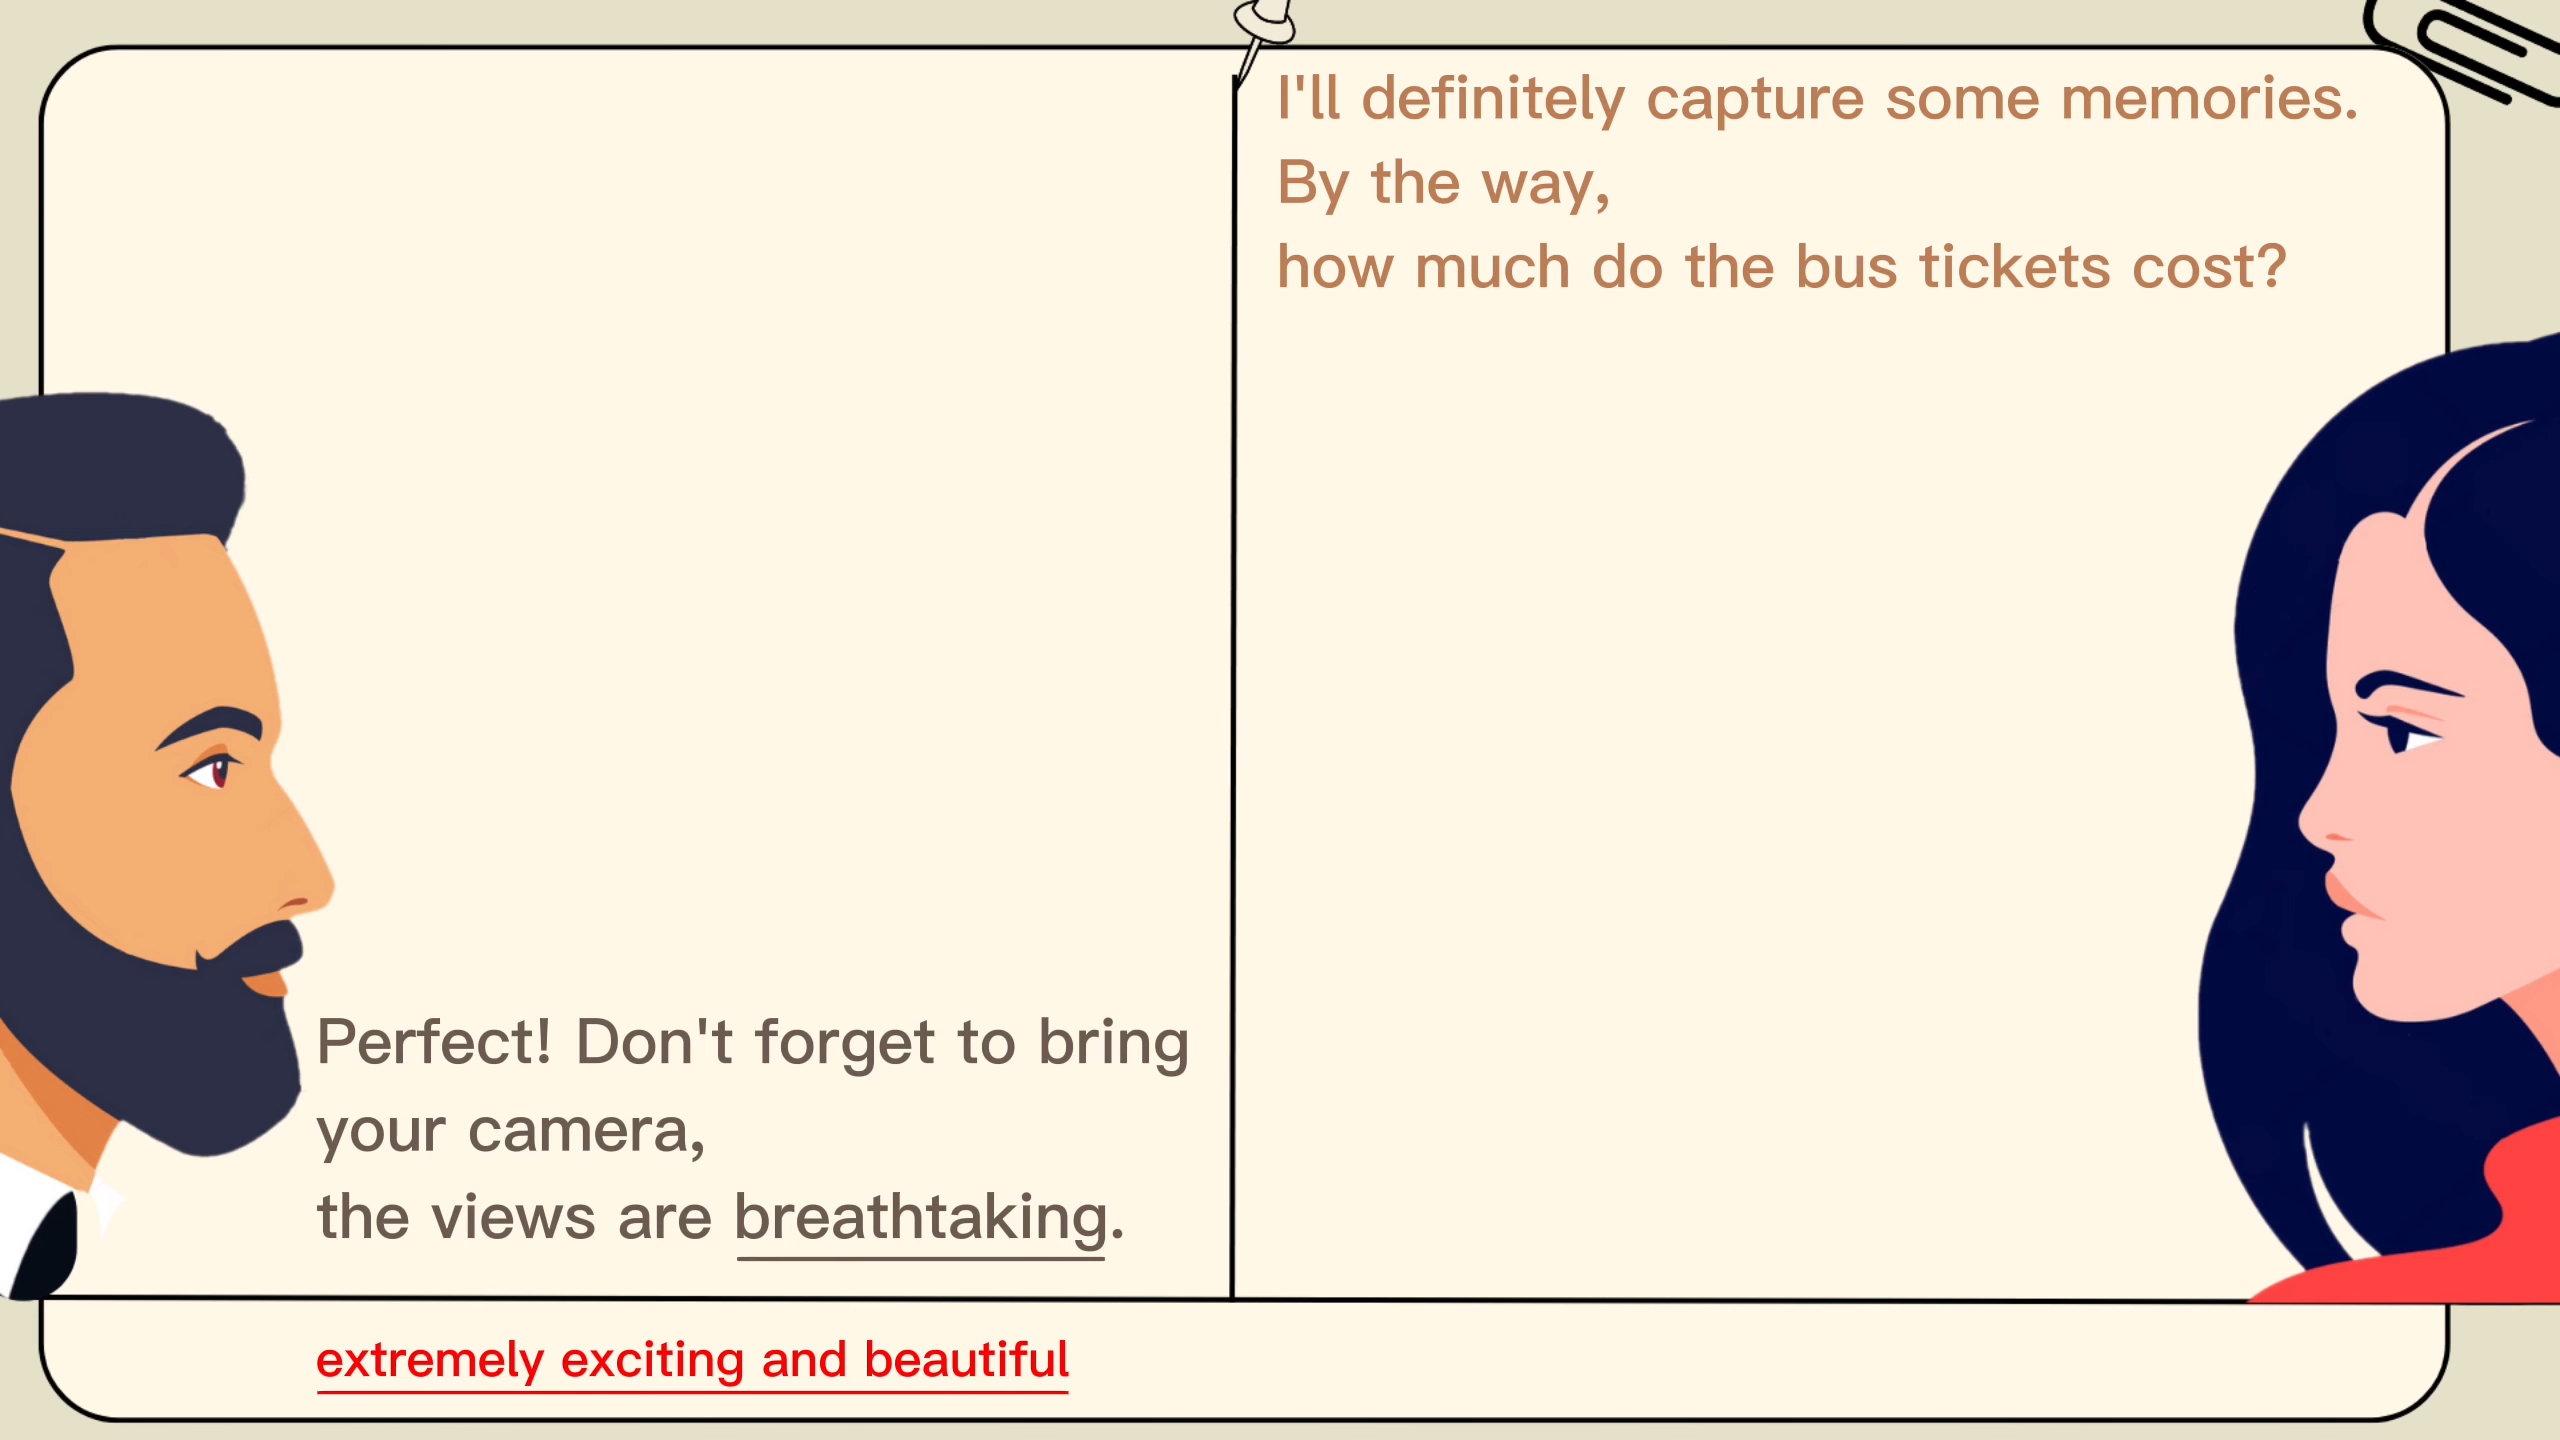 Perfect! Don't forget to bring
your camera,
the views are breathtaking.
I'll definitely capture some memories.
By the way,
how much do the bus tickets cost?
extremely exciting and beautiful